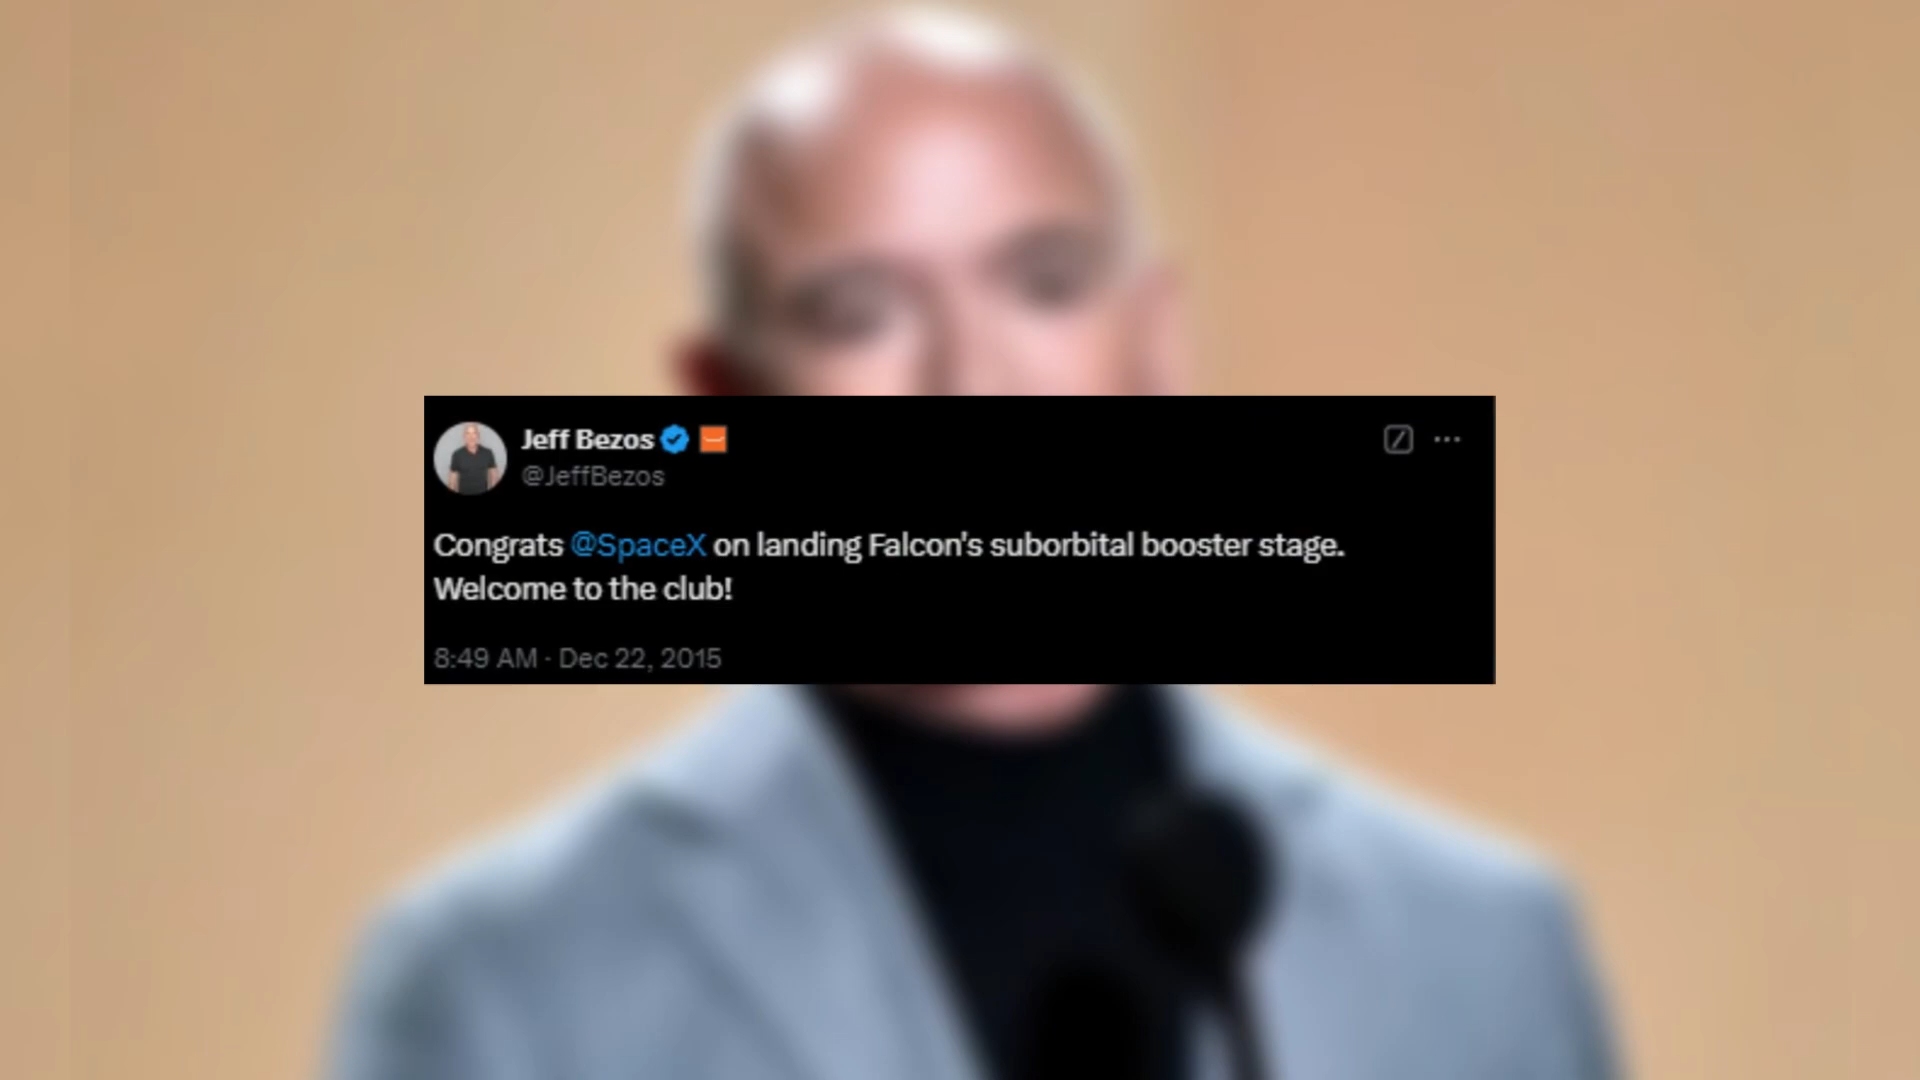 Jeff Bezos
@JeffBezos
Congrats @SpaceX on landing Falcon's suborbital booster stage.
Welcome to the club!
8:49 AM · Dec 22, 2015